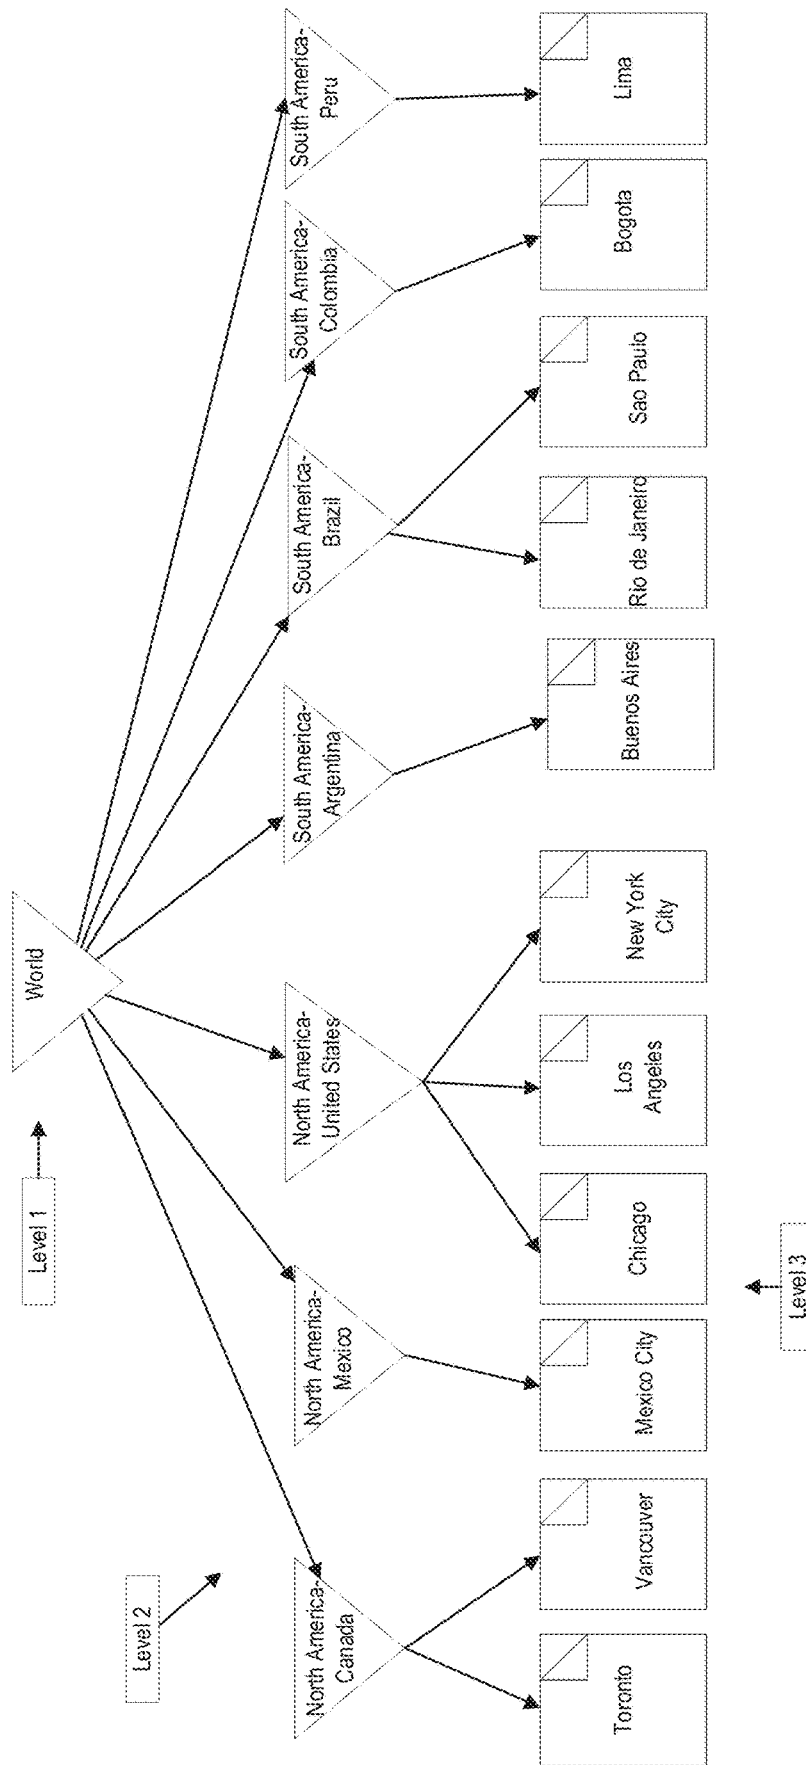 World
Level 1
Level 2
North America-
Canada
North America-
Mexico
North America-
United States
South America-
Argentina
South America-
Brazil
South America-
Colombia
South America-
Peru
Toronto
Vancouver
Mexico City
Chicago
Los
Angeles
New York
City
Buenos Aires
Rio de Janeiro
Sao Paulo
Bogota
Lima
Level 3